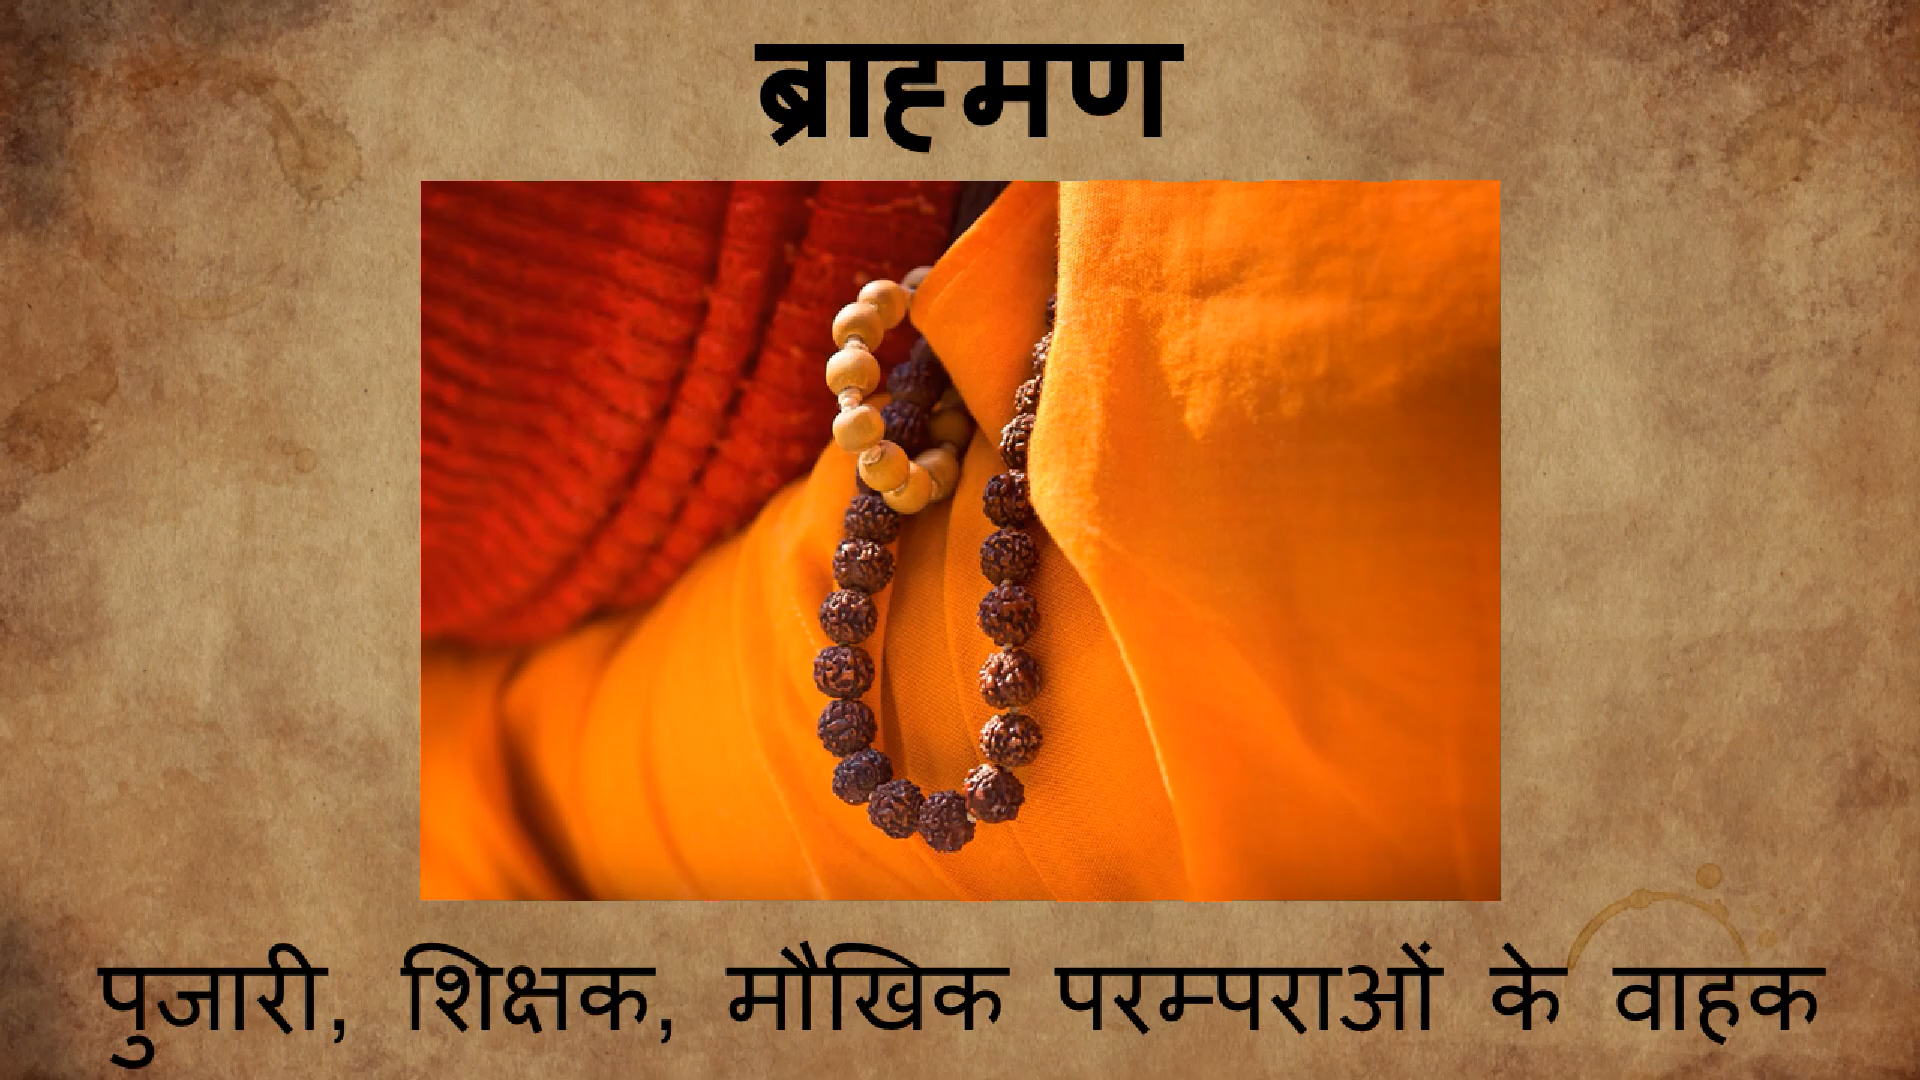 ब्राह्मण
पुजारी, शिक्षक, मौखिक परम्पराओं के वाहक